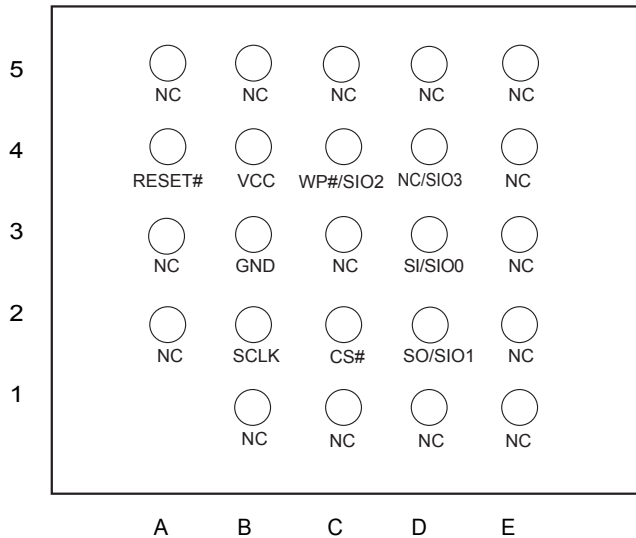 5
NC NC NC NC NC
4
RESET# VCC WP#/SIO2 NC/SIO3 NC
3
NC GND NC SI/SIO0 NC
2
NC SCLK CS# SO/SIO1 NC
1
NC NC NC NC
A B C D E